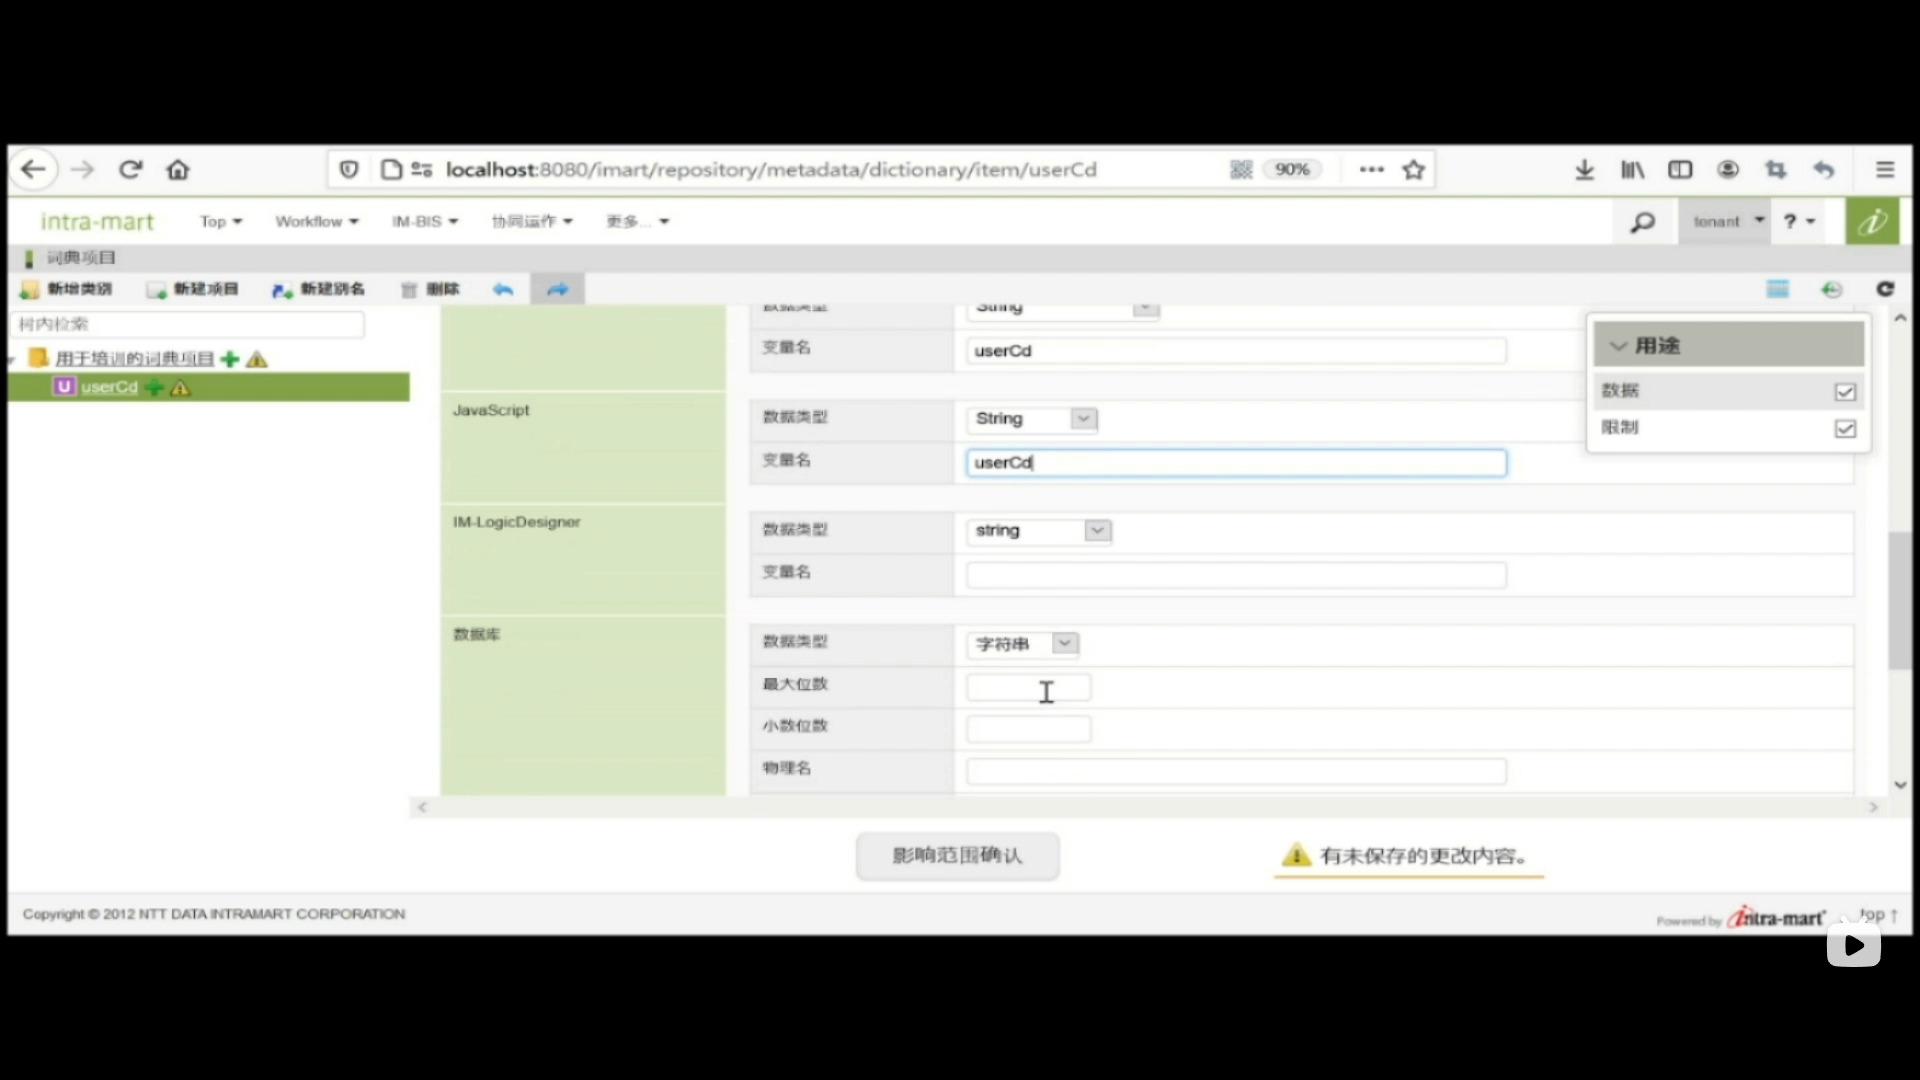 localhost:8080/imart/repository/metadata/dictionary/item/userCd 90%
intra-mart Top Workflow IM-BIS 协同运作 更多... tenant ?
词典项目
新增类别 新建项目 新建别名 删除
树内检索
用于培训的词典项目
U userCd
数据类型 String
变量名 userCd
JavaScript
数据类型 String
变量名 userCd
IM-LogicDesigner
数据类型 string
变量名
数据库
数据类型 字符串
最大位数
小数位数
物理名
用途
数据
限制
影响范围确认
有未保存的更改内容。
Copyright © 2012 NTT DATA INTRAMART CORPORATION
Powered by intra-mart Top ↑